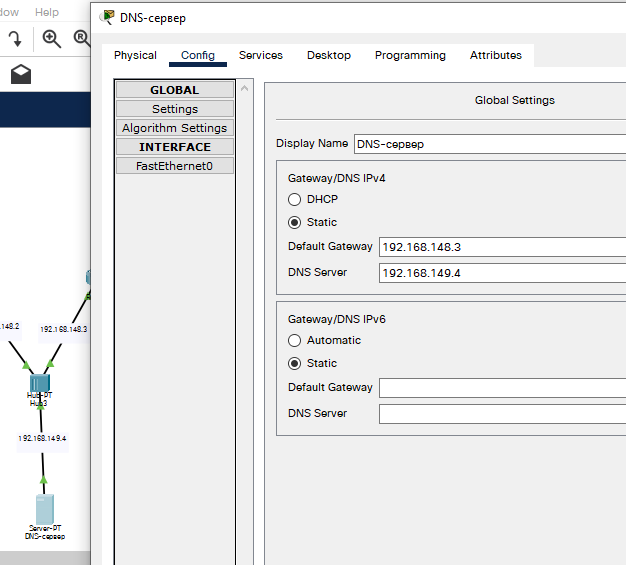 Help
DNS-сервер
Physical
Config
Services
Desktop
Programming
Attributes
GLOBAL
Settings
Algorithm Settings
INTERFACE
FastEthernet0
Global Settings
Display Name DNS-сервер
Gateway/DNS IPv4
DHCP
Static
Default Gateway 192.168.148.3
DNS Server 192.168.149.4
Gateway/DNS IPv6
Automatic
Static
Default Gateway
DNS Server
148.2
192.168.148.3
Hub-PT
Hub3
192.168.149.4
Server-PT
DNS-сервер